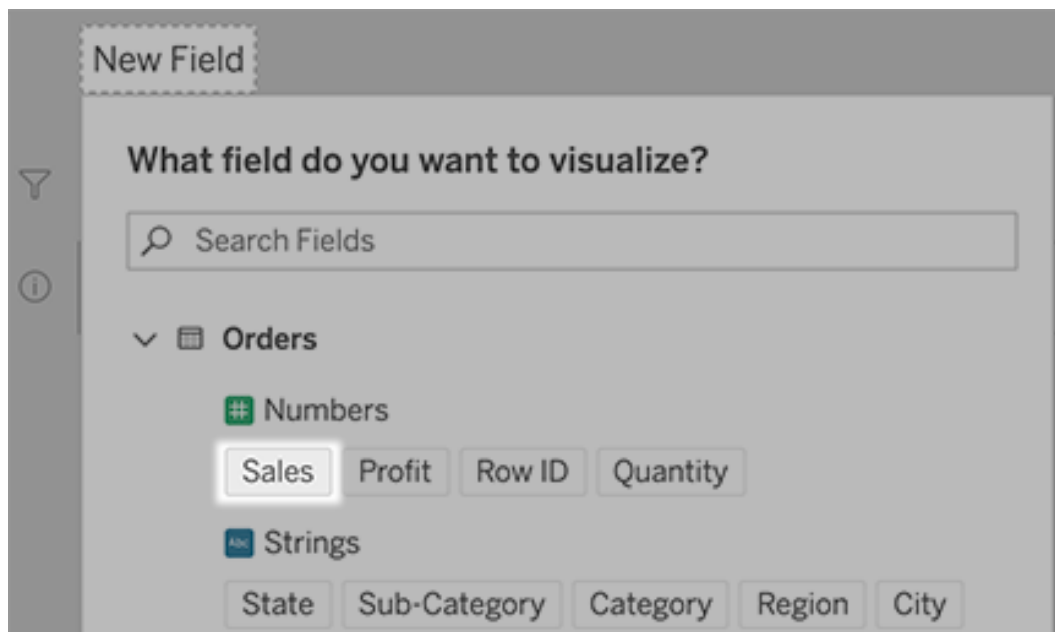 New Field
What field do you want to visualize?
Search Fields
Orders
# Numbers
Sales Profit Row ID Quantity
Abc Strings
State Sub-Category Category Region City